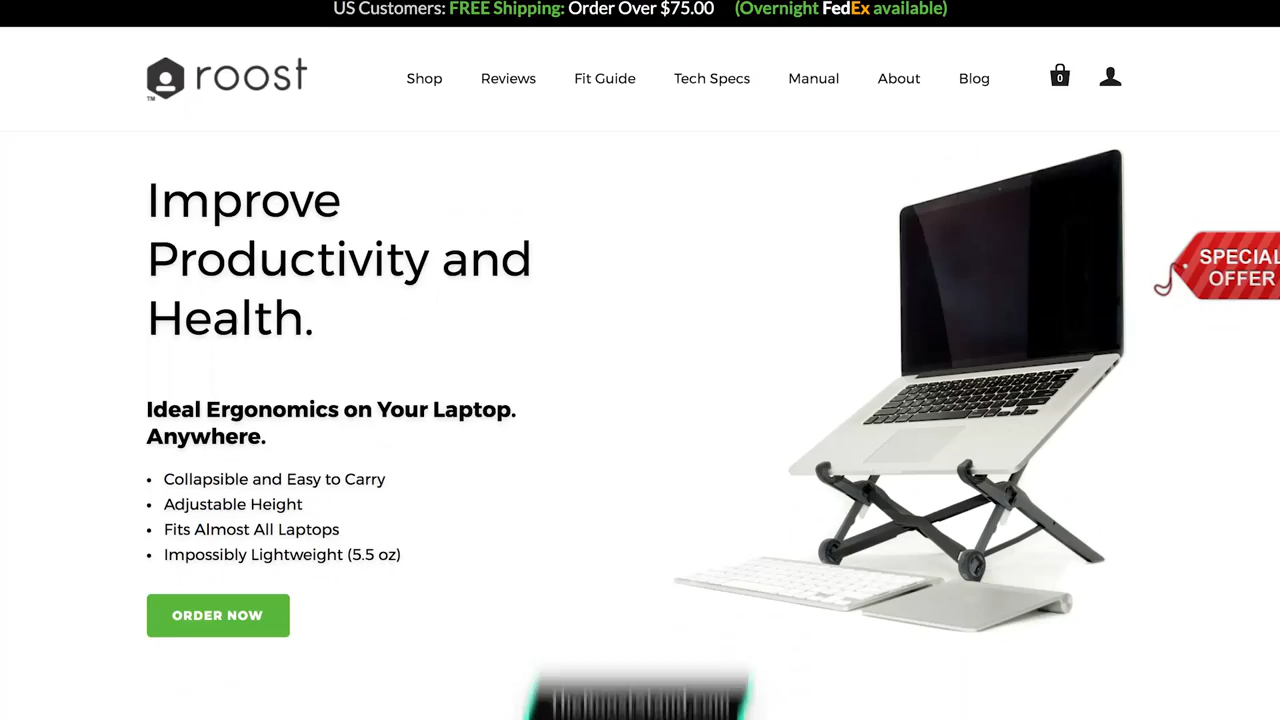 US Customers: FREE Shipping: Order Over $75.00 (Overnight FedEx available)
roost
TM
Shop Reviews Fit Guide Tech Specs Manual About Blog
0
Improve
Productivity and
Health.
SPECIAL
OFFER
Ideal Ergonomics on Your Laptop.
Anywhere.
• Collapsible and Easy to Carry
• Adjustable Height
• Fits Almost All Laptops
• Impossibly Lightweight (5.5 oz)
ORDER NOW